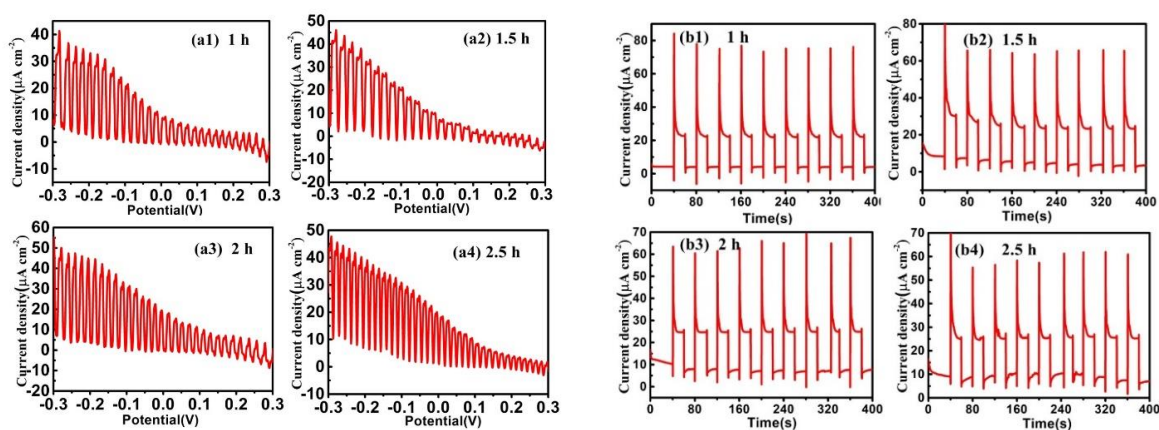 (a1) 1 h
Current density(μA cm⁻²)
40
30
20
10
0
-10
-0.3 -0.2 -0.1 0.0 0.1 0.2 0.3
Potential(V)
(a2) 1.5 h
Current density(μA cm⁻²)
50
40
30
20
10
0
-10
-20
-0.3 -0.2 -0.1 0.0 0.1 0.2 0.3
Potential(V)
(b1) 1 h
Current density(μA cm⁻²)
80
60
40
20
0
0 80 160 240 320 400
Time(s)
(b2) 1.5 h
Current density(μA cm⁻²)
80
60
40
20
0
0 80 160 240 320 400
Time(s)
(a3) 2 h
Current density(μA cm⁻²)
60
50
40
30
20
10
0
-10
-20
-0.3 -0.2 -0.1 0.0 0.1 0.2 0.3
Potential(V)
(a4) 2.5 h
Current density(μA cm⁻²)
50
40
30
20
10
0
-10
-0.3 -0.2 -0.1 0.0 0.1 0.2 0.3
Potential(V)
(b3) 2 h
Current density(μA cm⁻²)
70
60
50
40
30
20
10
0
0 80 160 240 320 400
Time(s)
(b4) 2.5 h
Current density(μA cm⁻²)
70
60
50
40
30
20
10
0
0 80 160 240 320 400
Time(s)